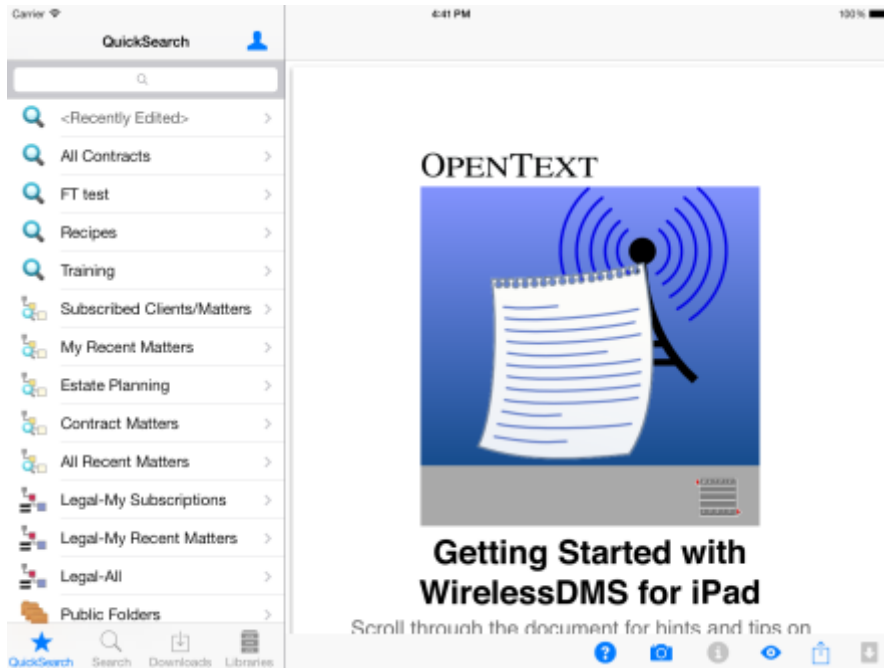 Carrier
4:41 PM
100%
QuickSearch
<Recently Edited>
All Contracts
FT test
Recipes
Training
Subscribed Clients/Matters
My Recent Matters
Estate Planning
Contract Matters
All Recent Matters
Legal-My Subscriptions
Legal-My Recent Matters
Legal-All
Public Folders
QuickSearch
Search
Downloads
Libraries
OPENTEXT
Getting Started with
WirelessDMS for iPad
Scroll through the document for hints and tips on